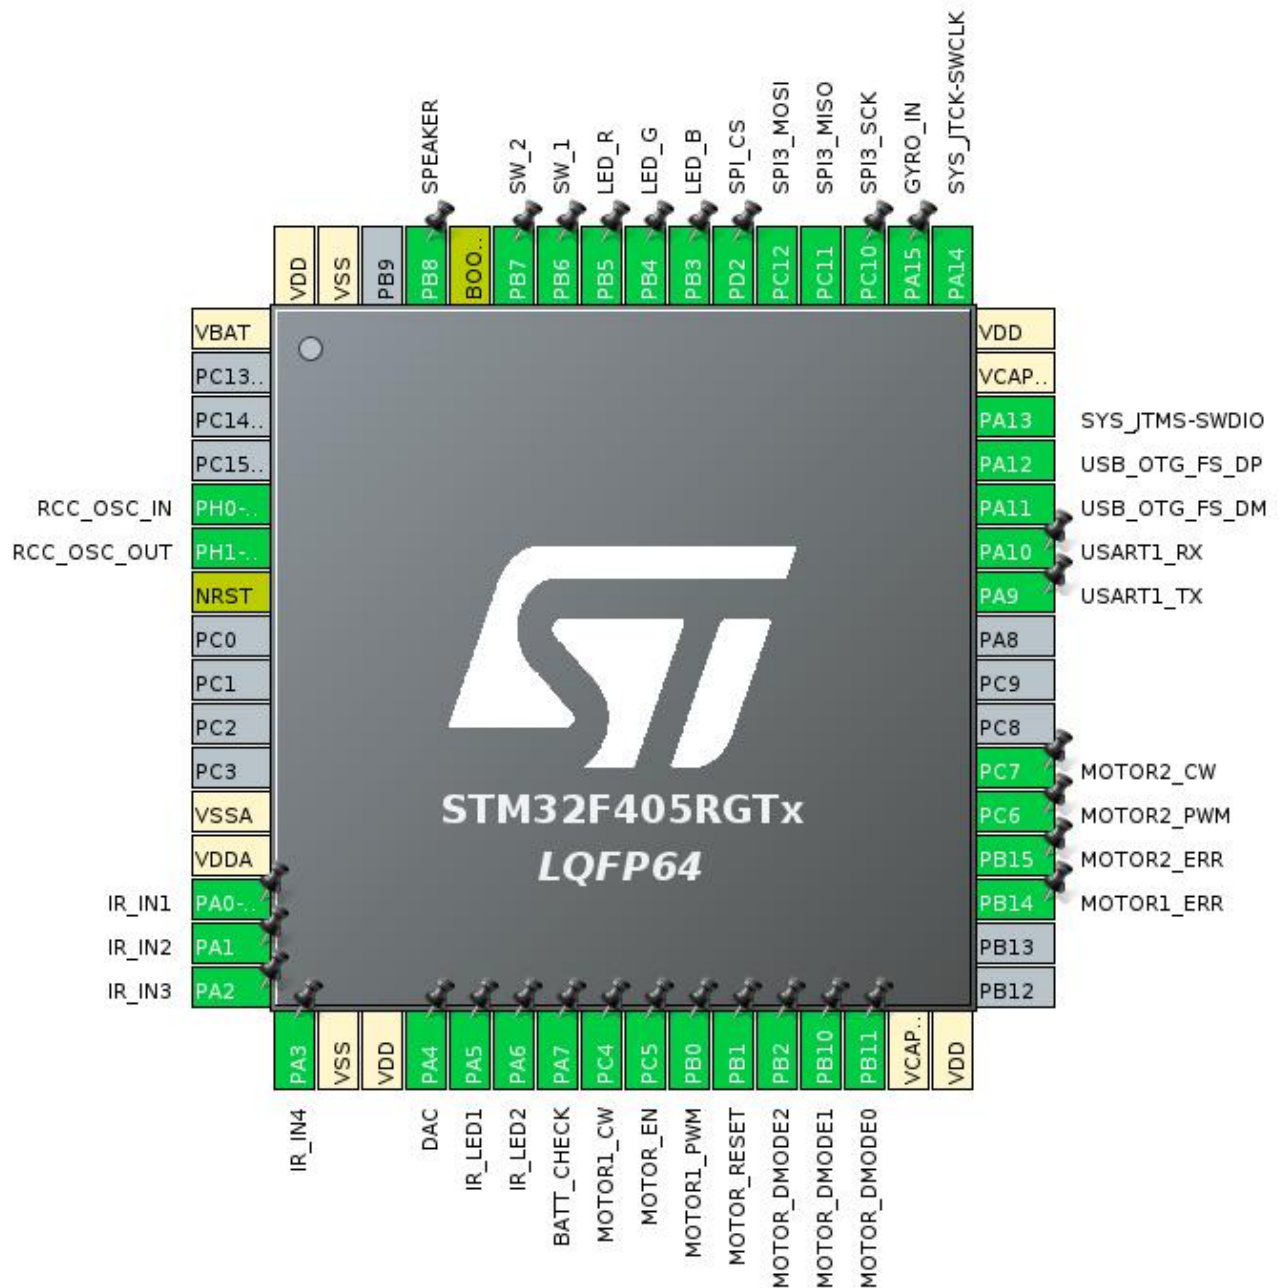 SPEAKER
SW_2
SW_1
LED_R
LED_G
LED_B
SPI_CS
SPI3_MOSI
SPI3_MISO
SPI3_SCK
GYRO_IN
SYS_JTCK-SWCLK
VDD
VSS
PB9
PB8
BOO..
PB7
PB6
PB5
PB4
PB3
PD2
PC12
PC11
PC10
PA15
PA14
VBAT
PC13..
PC14..
PC15..
RCC_OSC_IN PH0-..
RCC_OSC_OUT PH1-..
NRST
PC0
PC1
PC2
PC3
VSSA
VDDA
IR_IN1 PA0-..
IR_IN2 PA1
IR_IN3 PA2
ST
STM32F405RGTx
LQFP64
VDD
VCAP..
PA13 SYS_JTMS-SWDIO
PA12 USB_OTG_FS_DP
PA11 USB_OTG_FS_DM
PA10 USART1_RX
PA9 USART1_TX
PA8
PC9
PC8
PC7 MOTOR2_CW
PC6 MOTOR2_PWM
PB15 MOTOR2_ERR
PB14 MOTOR1_ERR
PB13
PB12
PA3
VSS
VDD
PA4
PA5
PA6
PA7
PC4
PC5
PB0
PB1
PB2
PB10
PB11
VCAP..
VDD
IR_IN4
DAC
IR_LED1
IR_LED2
BATT_CHECK
MOTOR1_CW
MOTOR_EN
MOTOR1_PWM
MOTOR_RESET
MOTOR_DMODE2
MOTOR_DMODE1
MOTOR_DMODE0